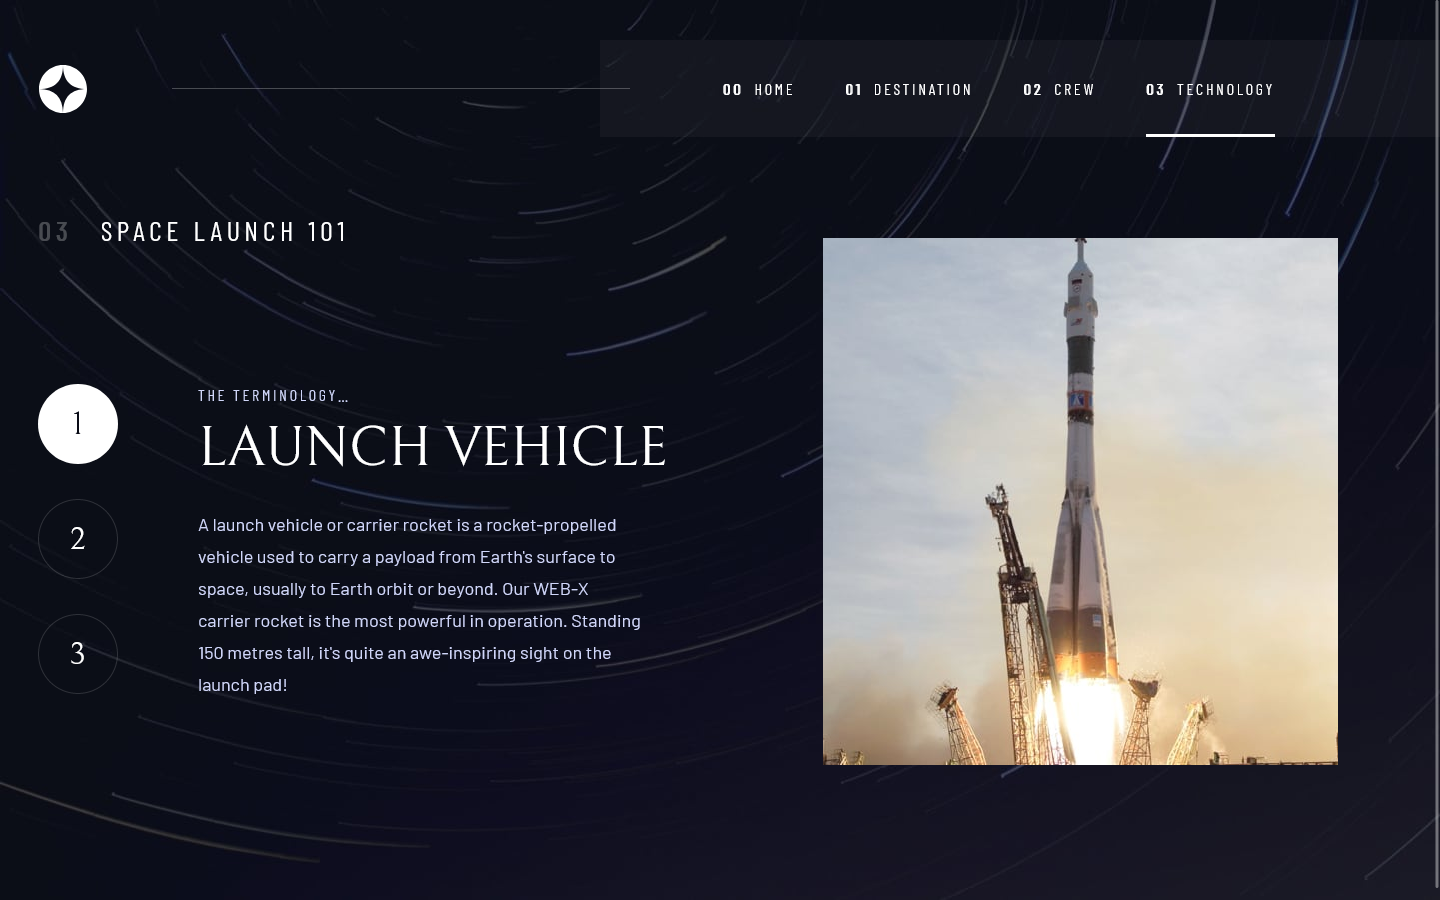 00 HOME
01 DESTINATION
02 CREW
03 TECHNOLOGY
03 SPACE LAUNCH 101
1
2
3
THE TERMINOLOGY...
LAUNCH VEHICLE
A launch vehicle or carrier rocket is a rocket-propelled
vehicle used to carry a payload from Earth's surface to
space, usually to Earth orbit or beyond. Our WEB-X
carrier rocket is the most powerful in operation. Standing
150 metres tall, it's quite an awe-inspiring sight on the
launch pad!